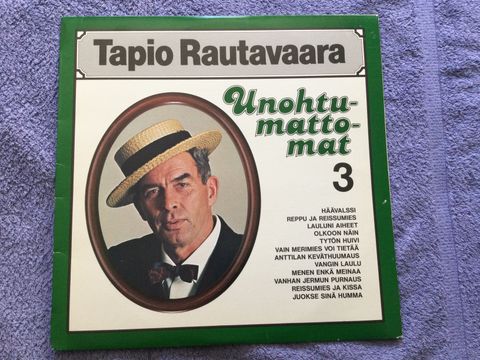 Tapio Rautavaara
Unohtu-
matto-
mat
3
HÄÄVALSSI
REPPU JA REISSUMIES
LAULUNI AIHEET
OLKOON NÄIN
TYTÖN HUIVI
VAIN MERIMIES VOI TIETÄÄ
ANTTILAN KEVÄTHUUMAUS
VANGIN LAULU
MENEN ENKÄ MEINAA
VANHAN JERMUN PURNAUS
REISSUMIES JA KISSA
JUOKSE SINÄ HUMMA